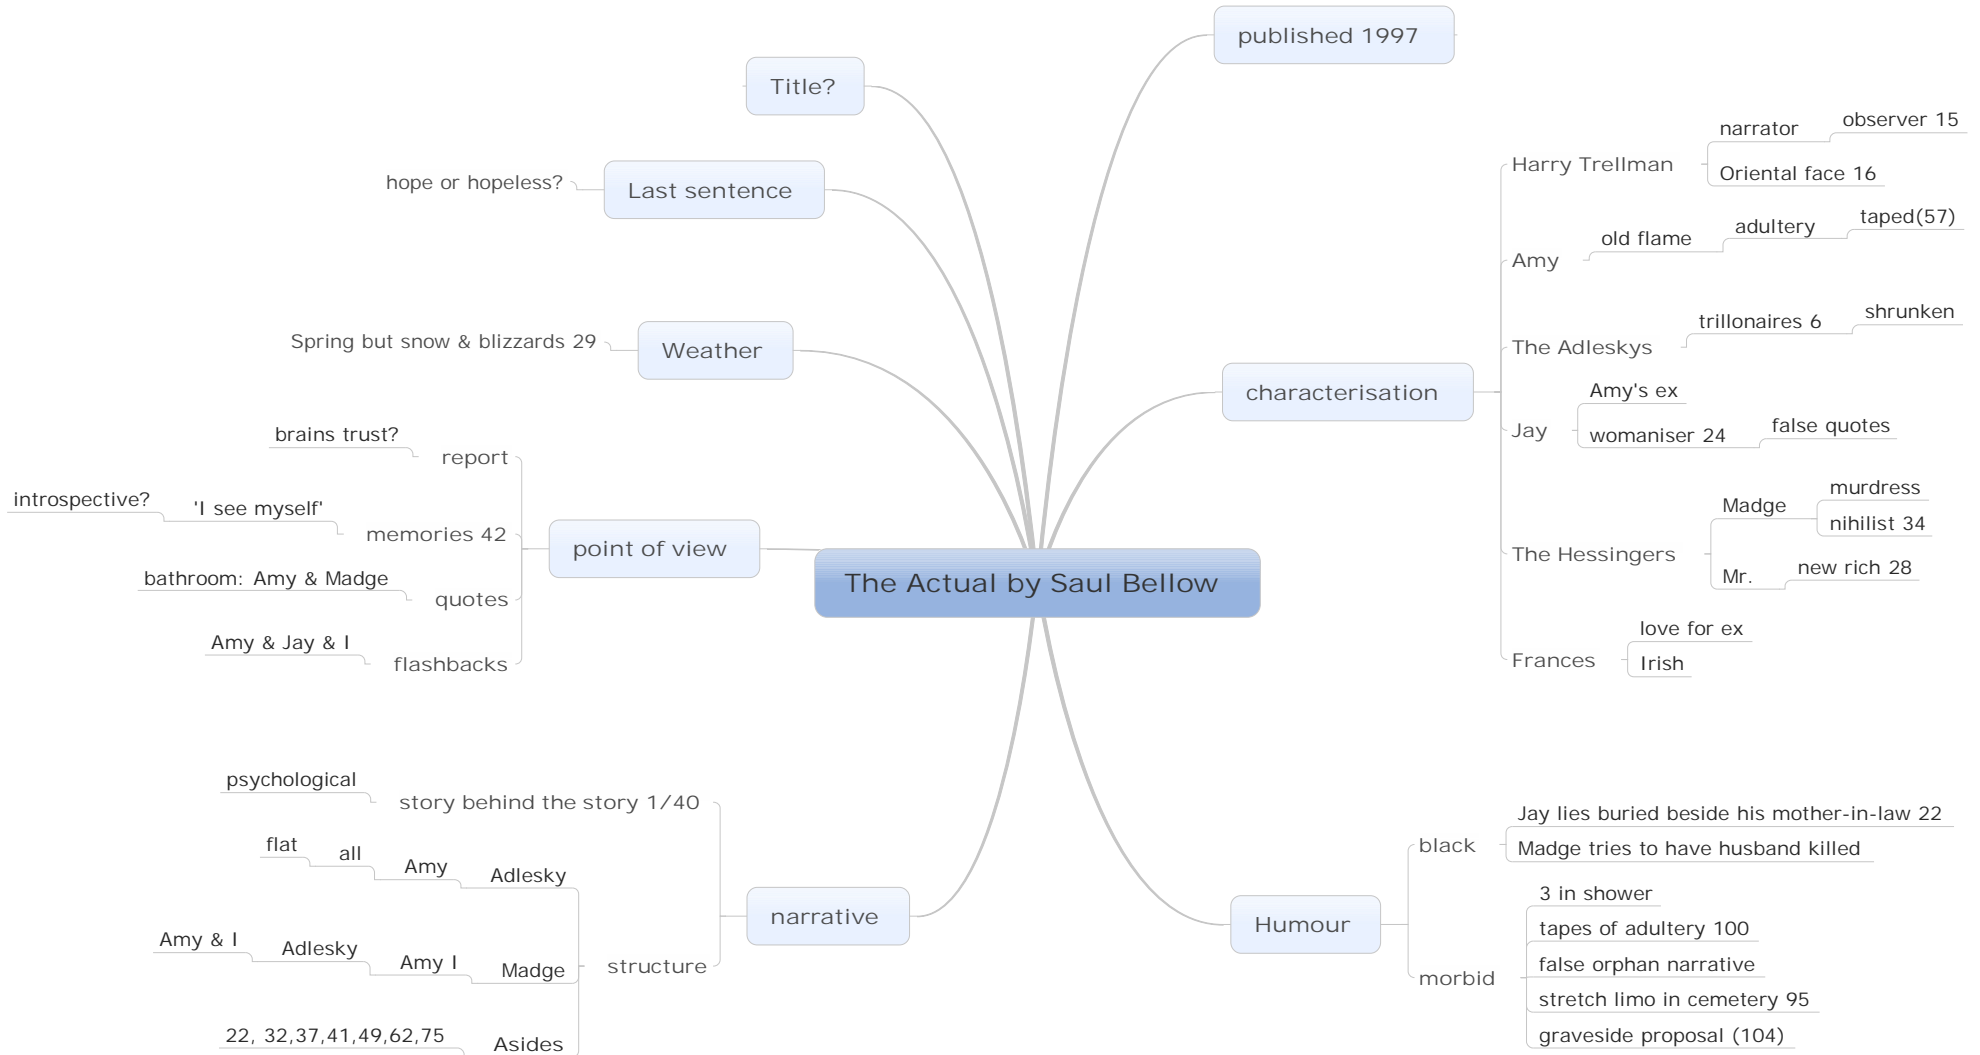 The Actual by Saul Bellow
published 1997
characterisation
Harry Trellman
narrator
observer 15
Oriental face 16
Amy
old flame
adultery
taped(57)
The Adleskys
trillonaires 6
shrunken
Jay
Amy's ex
womaniser 24
false quotes
The Hessingers
Madge
murdress
nihilist 34
Mr.
new rich 28
Frances
love for ex
Irish
Humour
black
Jay lies buried beside his mother-in-law 22
Madge tries to have husband killed
morbid
3 in shower
tapes of adultery 100
false orphan narrative
stretch limo in cemetery 95
graveside proposal (104)
Title?
Last sentence
hope or hopeless?
Weather
Spring but snow & blizzards 29
point of view
report
brains trust?
memories 42
'I see myself'
introspective?
quotes
bathroom: Amy & Madge
flashbacks
Amy & Jay & I
narrative
story behind the story 1/40
psychological
structure
Adlesky
Amy
all
flat
Madge
Amy I
Adlesky
Amy & I
Asides
22, 32,37,41,49,62,75